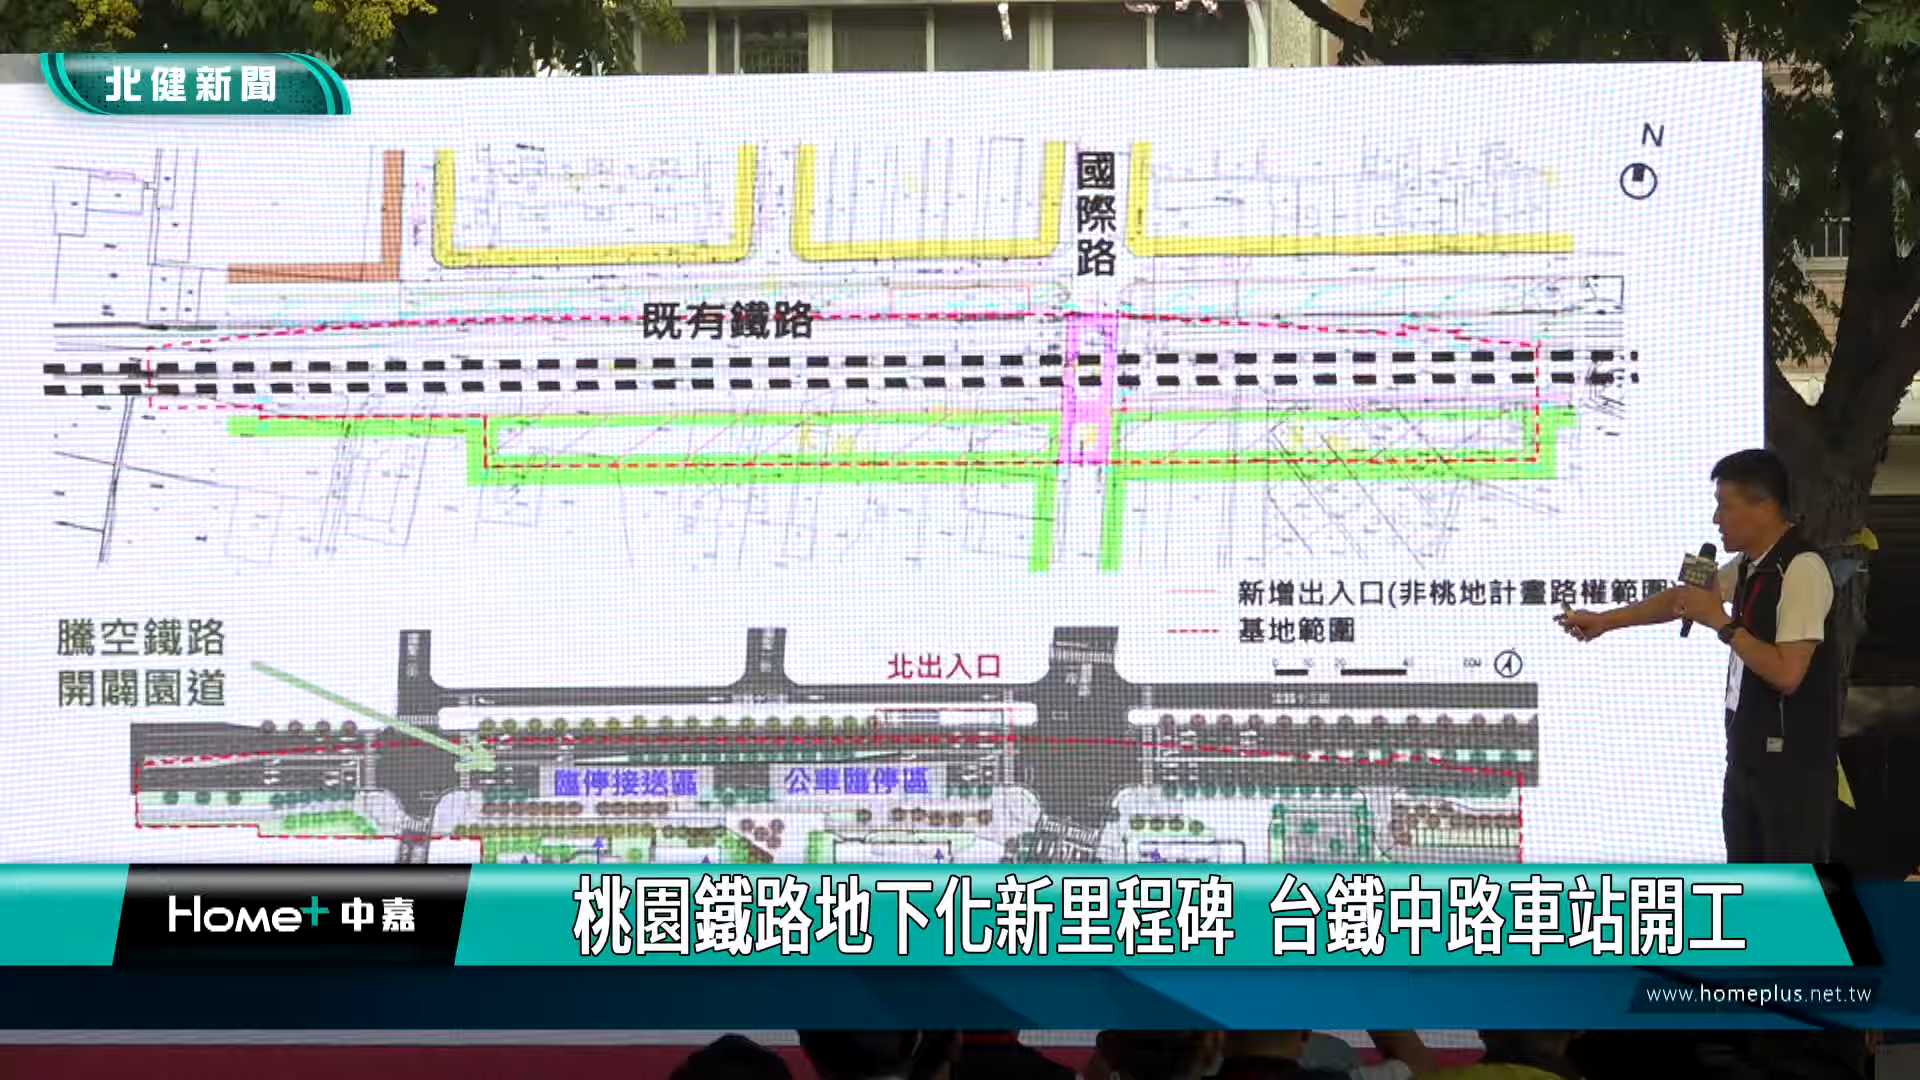 北健新聞
N
國際路
既有鐵路
新增出入口(非桃地計畫路權範圍)
基地範圍
騰空鐵路
開闢園道
北出入口
臨停接送區
公車臨停區
Home+ 中嘉
桃園鐵路地下化新里程碑 台鐵中路車站開工
www.homeplus.net.tw